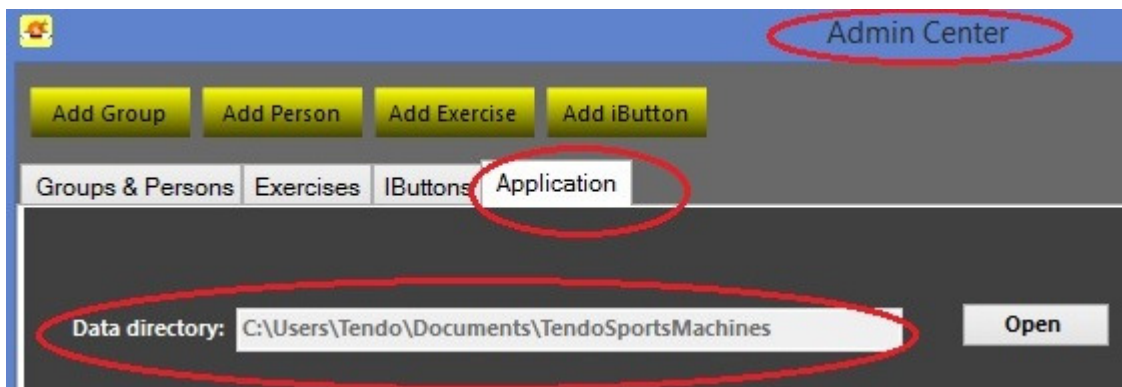 Admin Center
Add Group Add Person Add Exercise Add iButton
Groups & Persons Exercises IButtons Application
Data directory: C:\Users\Tendo\Documents\TendoSportsMachines Open